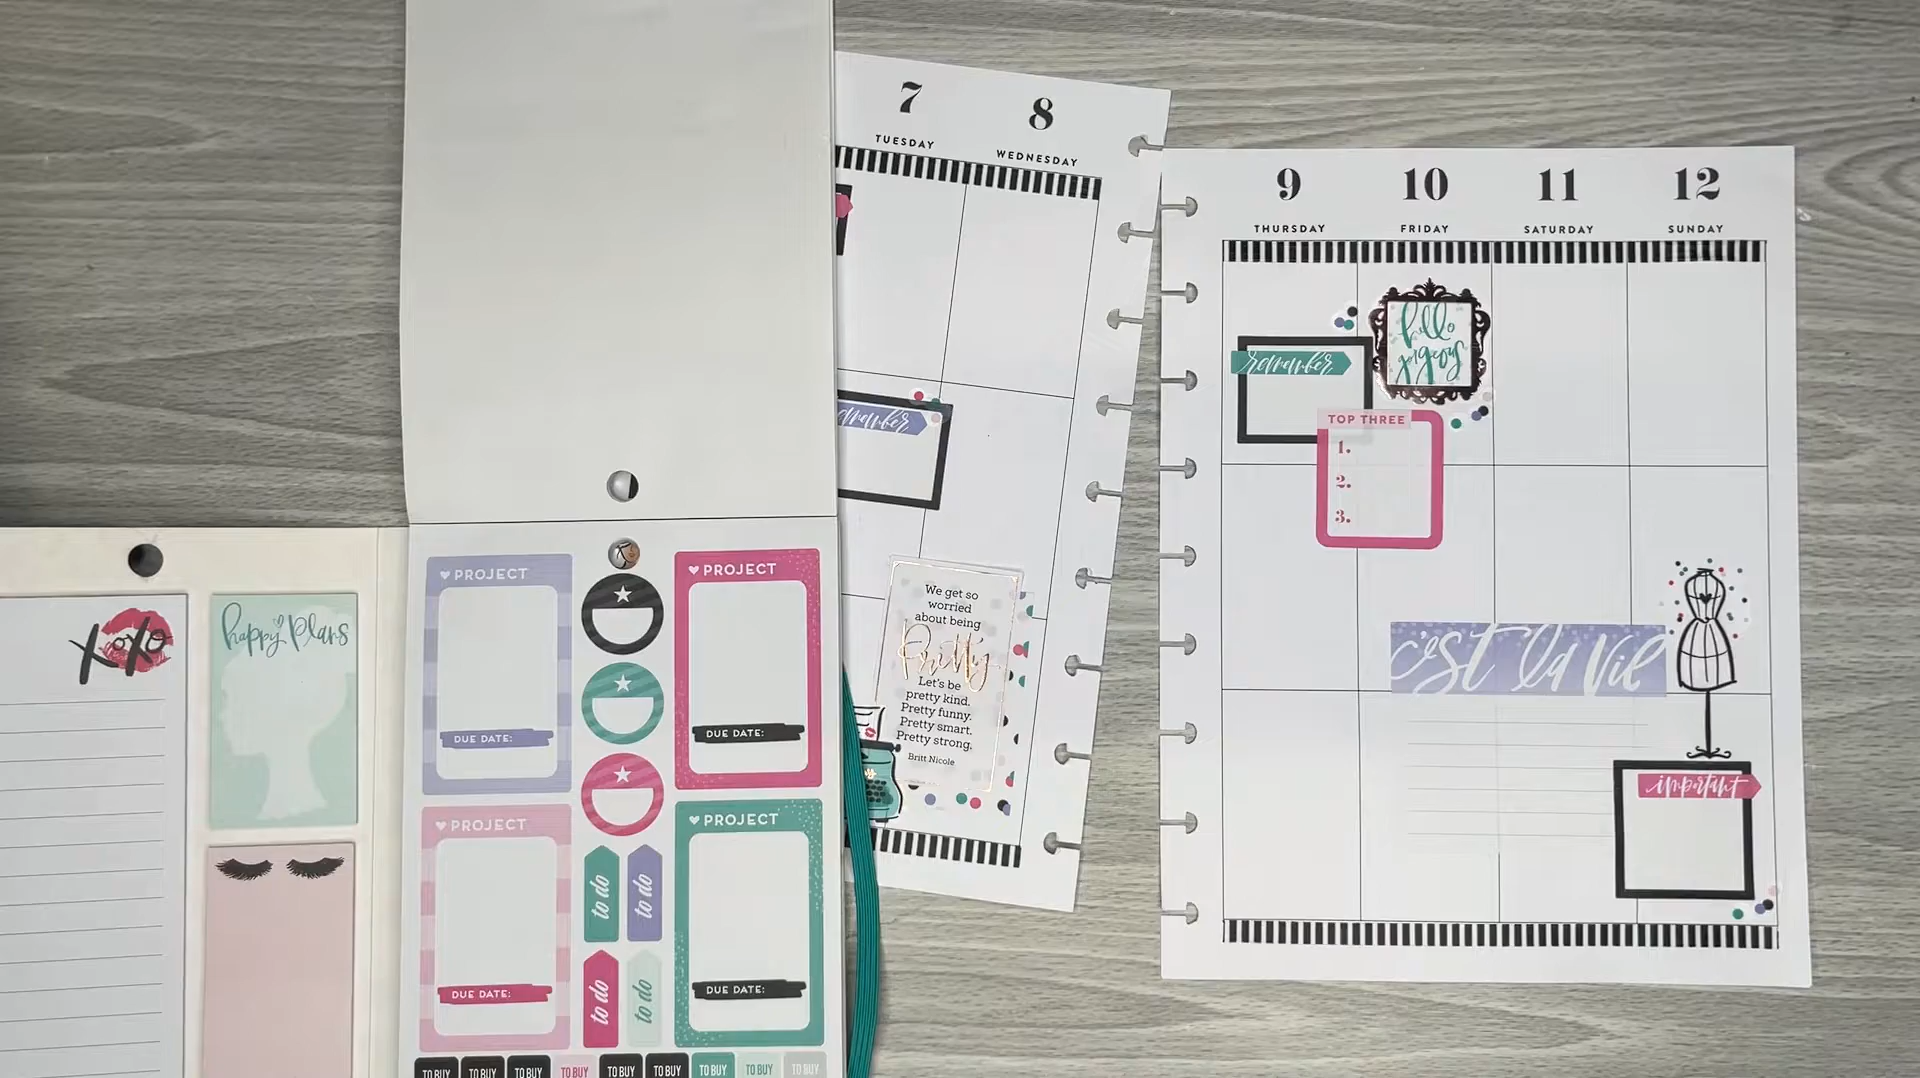 xoxo
happy Plans
PROJECT
DUE DATE:
PROJECT
DUE DATE:
PROJECT
DUE DATE:
PROJECT
DUE DATE:
to do
to do
to do
to do
TO BUY
TO BUY
TO BUY
TO BUY
TO BUY
TO BUY
TO BUY
TO BUY
TO BUY
7
TUESDAY
8
WEDNESDAY
We get so
worried
about being
Pretty
Let's be
pretty kind.
Pretty funny.
Pretty smart.
Pretty strong.
Britt Nicole
9
THURSDAY
10
FRIDAY
11
SATURDAY
12
SUNDAY
remember
hello
gorgeous
TOP THREE
1.
2.
3.
c'est la vie
important